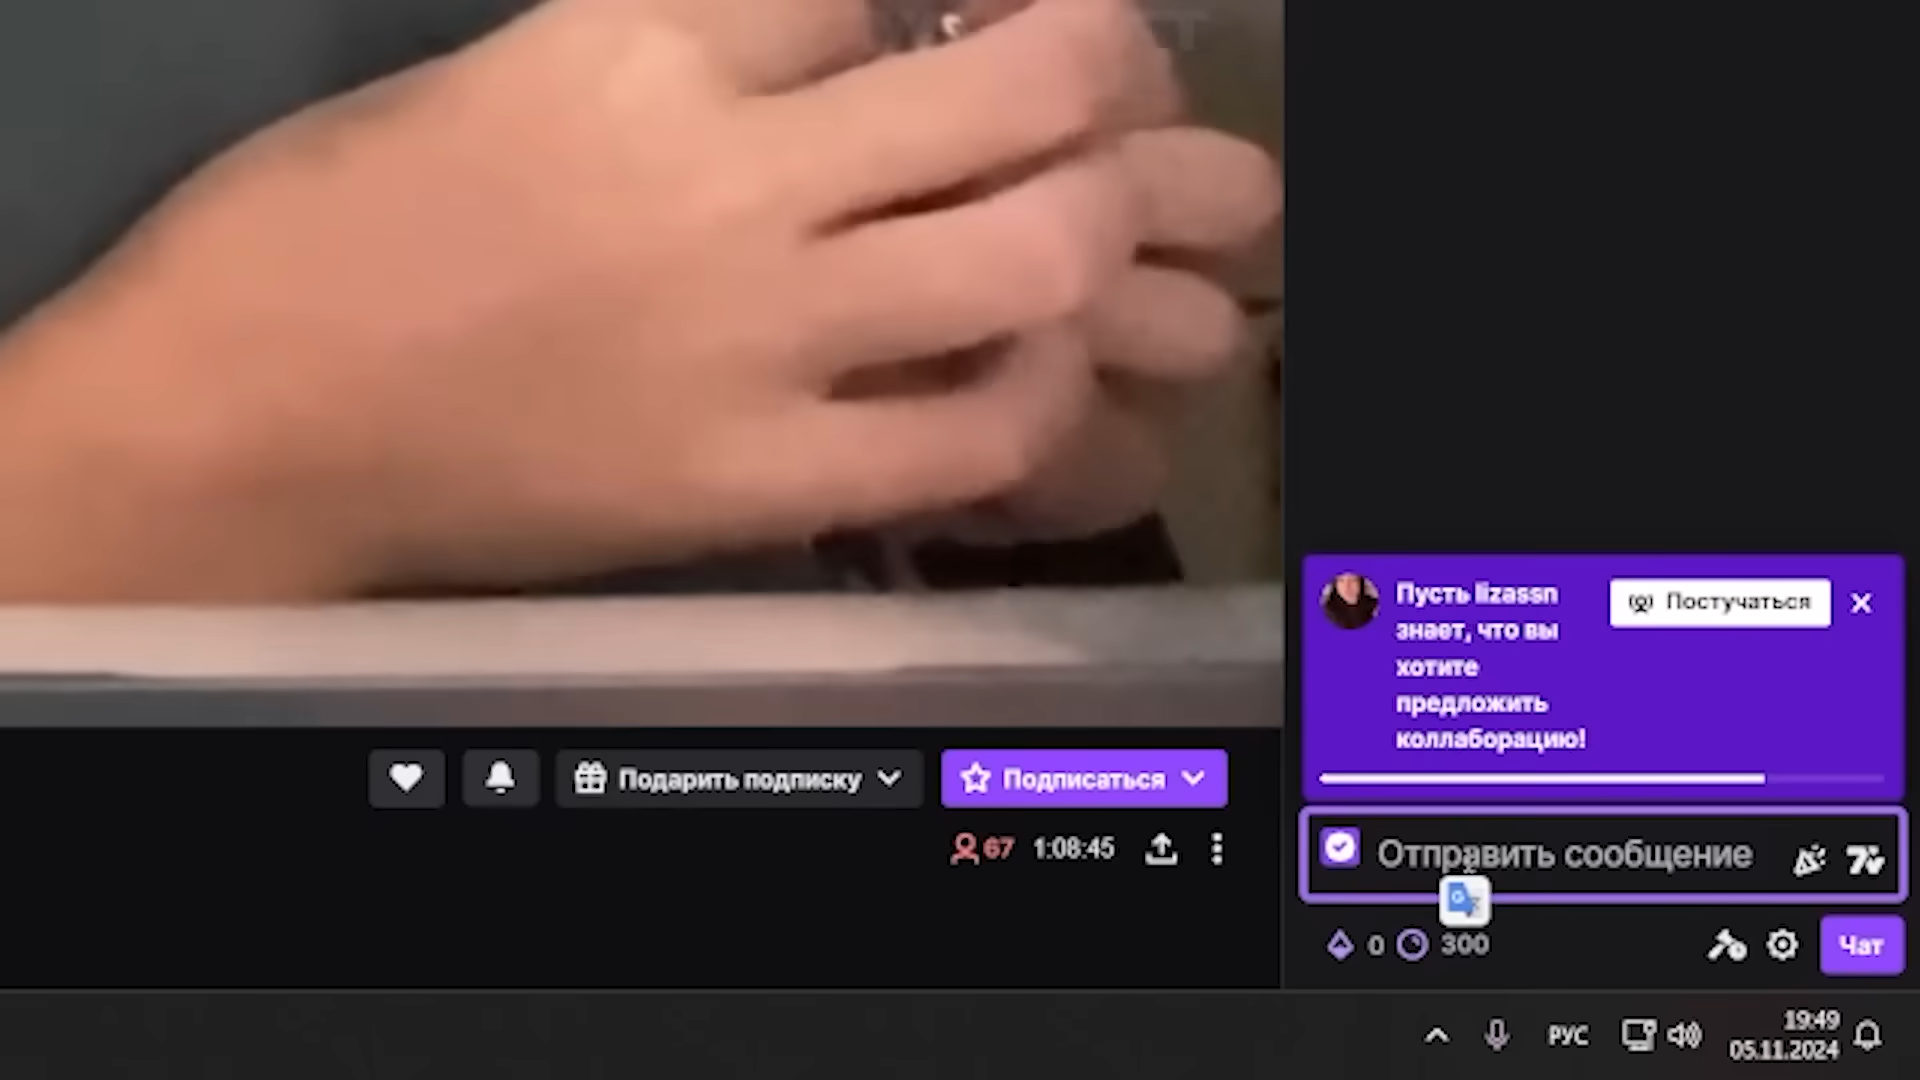 Пусть lizassn
знает, что вы
хотите
предложить
коллаборацию!
Постучаться
Подарить подписку
Подписаться
67 1:08:45
Отправить сообщение
0 300
Чат
РУС
19:49
05.11.2024